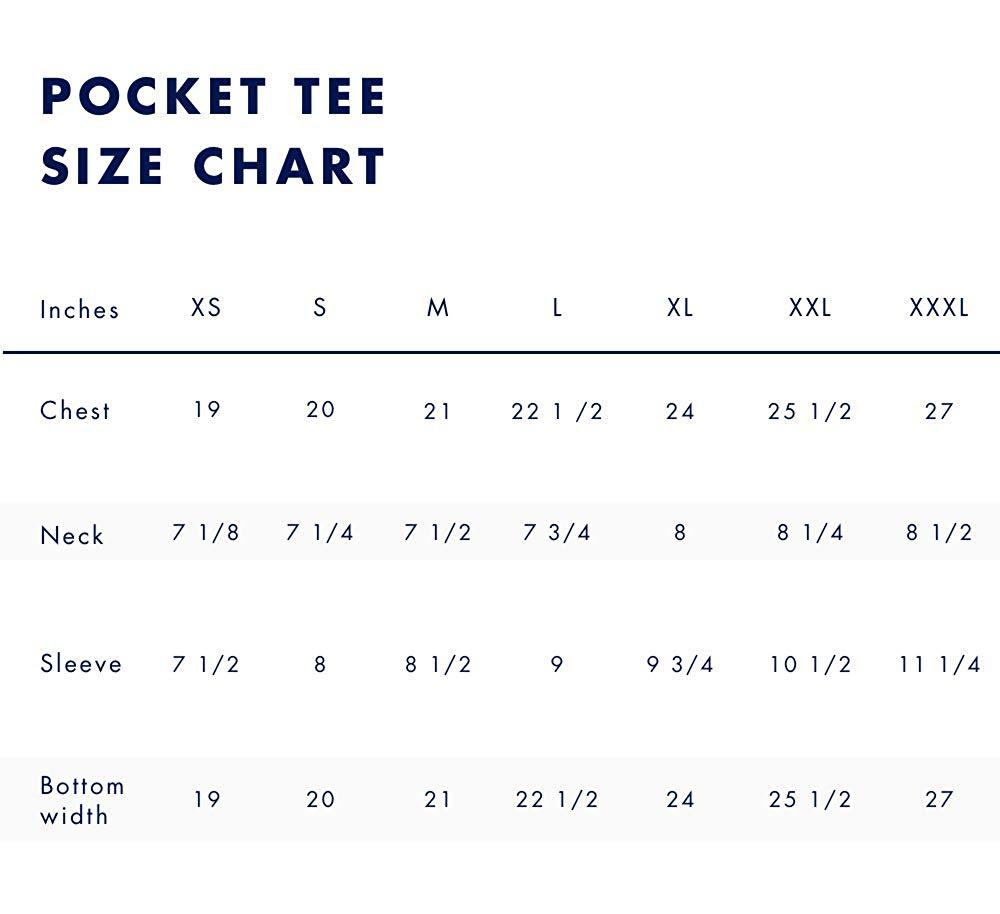 POCKET TEE
SIZE CHART
Inches XS S M L XL XXL XXXL
Chest 19 20 21 22 1 /2 24 25 1/2 27
Neck 7 1/8 7 1/4 7 1/2 7 3/4 8 8 1/4 8 1/2
Sleeve 7 1/2 8 8 1/2 9 9 3/4 10 1/2 11 1/4
Bottom
width 19 20 21 22 1/2 24 25 1/2 27